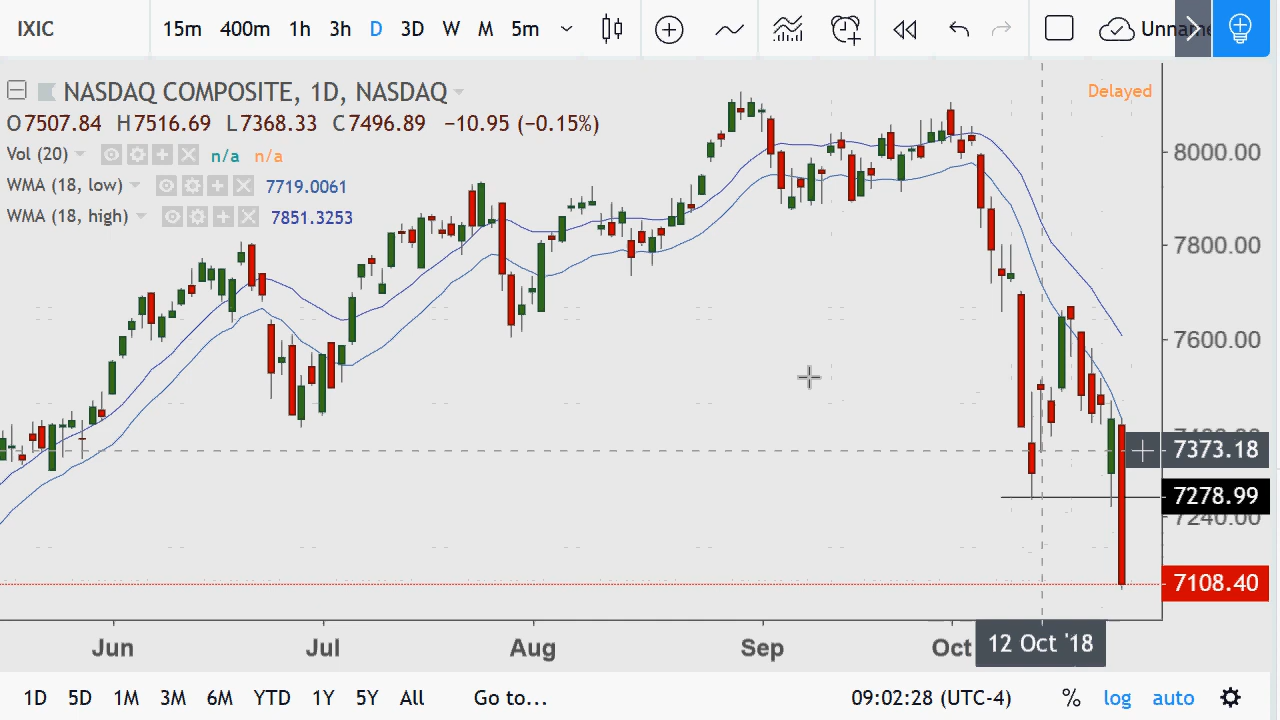 IXIC 15m 400m 1h 3h D 3D W M 5m
NASDAQ COMPOSITE, 1D, NASDAQ
Delayed
O7507.84 H7516.69 L7368.33 C7496.89 −10.95 (−0.15%)
Vol (20) n/a n/a
WMA (18, low) 7719.0061
WMA (18, high) 7851.3253
8000.00
7800.00
7600.00
7373.18
7278.99
7240.00
7108.40
Jun Jul Aug Sep Oct 12 Oct '18
1D 5D 1M 3M 6M YTD 1Y 5Y All Go to... 09:02:28 (UTC-4) % log auto